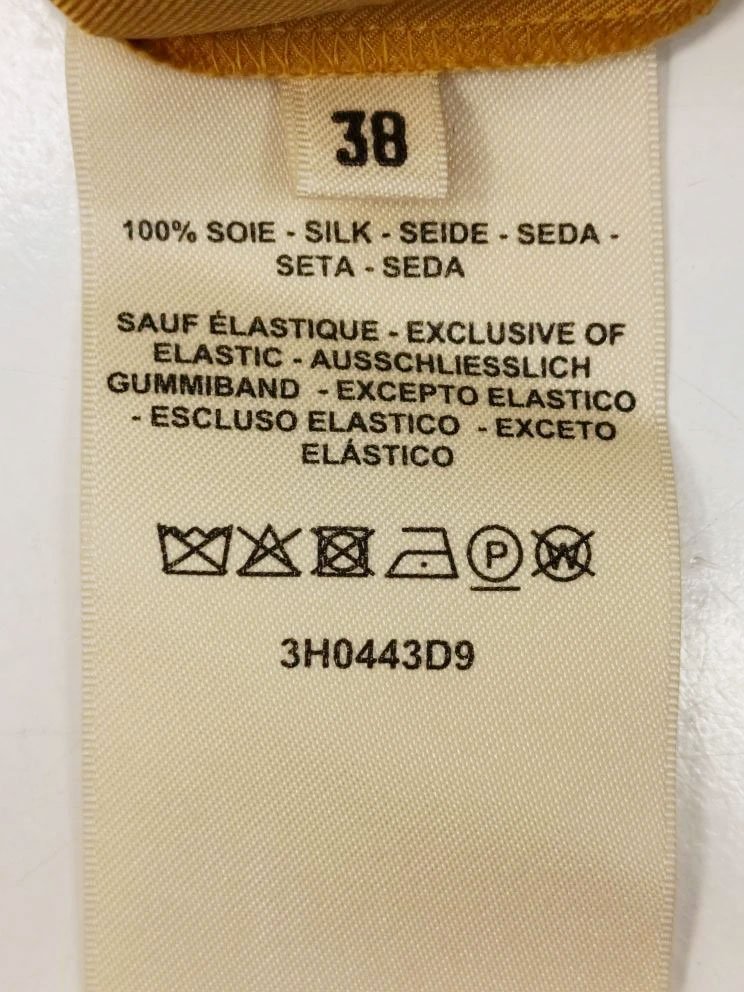 38
100% SOIE - SILK - SEIDE - SEDA -
SETA - SEDA
SAUF ÉLASTIQUE - EXCLUSIVE OF
ELASTIC - AUSSCHLIESSLICH
GUMMIBAND - EXCEPTO ELASTICO
- ESCLUSO ELASTICO - EXCETO
ELÁSTICO
P W
3H0443D9